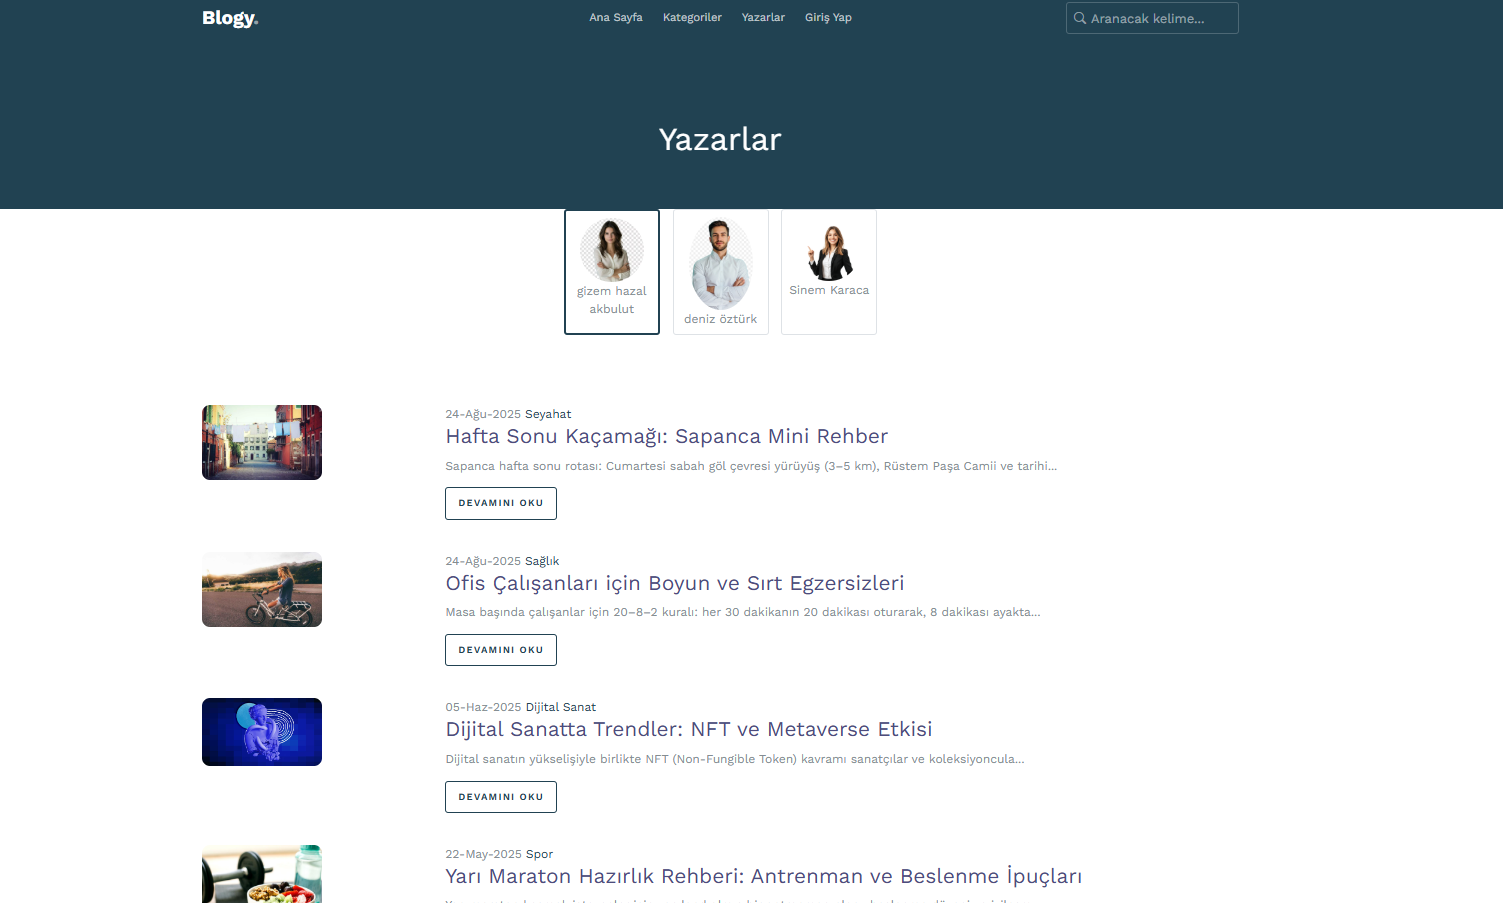 Blogy.
Ana Sayfa Kategoriler Yazarlar Giriş Yap
Aranacak kelime...
Yazarlar
gizem hazal
akbulut
deniz öztürk
Sinem Karaca
24-Ağu-2025 Seyahat
Hafta Sonu Kaçamağı: Sapanca Mini Rehber
Sapanca hafta sonu rotası: Cumartesi sabah göl çevresi yürüyüş (3–5 km), Rüstem Paşa Camii ve tarihi...
DEVAMINI OKU
24-Ağu-2025 Sağlık
Ofis Çalışanları için Boyun ve Sırt Egzersizleri
Masa başında çalışanlar için 20–8–2 kuralı: her 30 dakikanın 20 dakikası oturarak, 8 dakikası ayakta...
DEVAMINI OKU
05-Haz-2025 Dijital Sanat
Dijital Sanatta Trendler: NFT ve Metaverse Etkisi
Dijital sanatın yükselişiyle birlikte NFT (Non-Fungible Token) kavramı sanatçılar ve koleksiyoncula...
DEVAMINI OKU
22-May-2025 Spor
Yarı Maraton Hazırlık Rehberi: Antrenman ve Beslenme İpuçları